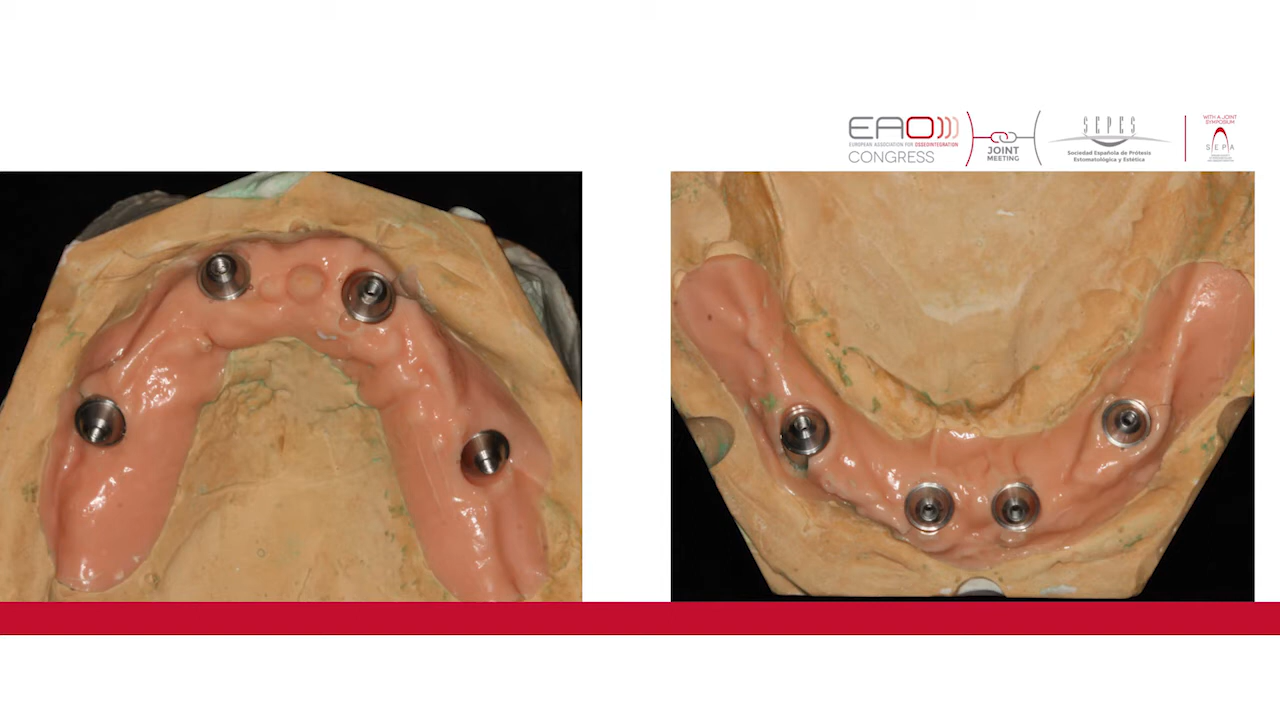 EAO
EUROPEAN ASSOCIATION FOR OSSEOINTEGRATION
CONGRESS
JOINT
MEETING
SEPES
Sociedad Española de Prótesis
Estomatológica y Estética
WITH A JOINT
SYMPOSIUM
SEPA